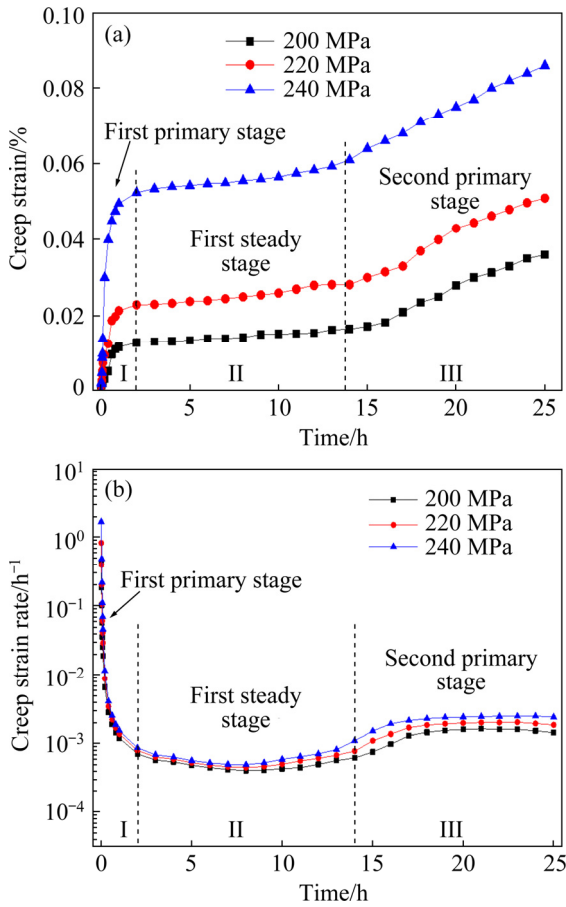 (a)
200 MPa
220 MPa
240 MPa
First primary stage
Second primary
stage
First steady
stage
I
II
III
0.10
0.08
0.06
0.04
0.02
0
Creep strain/%
0
5
10
15
20
25
Time/h
(b)
200 MPa
220 MPa
240 MPa
First primary stage
Second primary
stage
First steady
stage
I
II
III
10¹
10⁰
10⁻¹
10⁻²
10⁻³
10⁻⁴
Creep strain rate/h⁻¹
0
5
10
15
20
25
Time/h